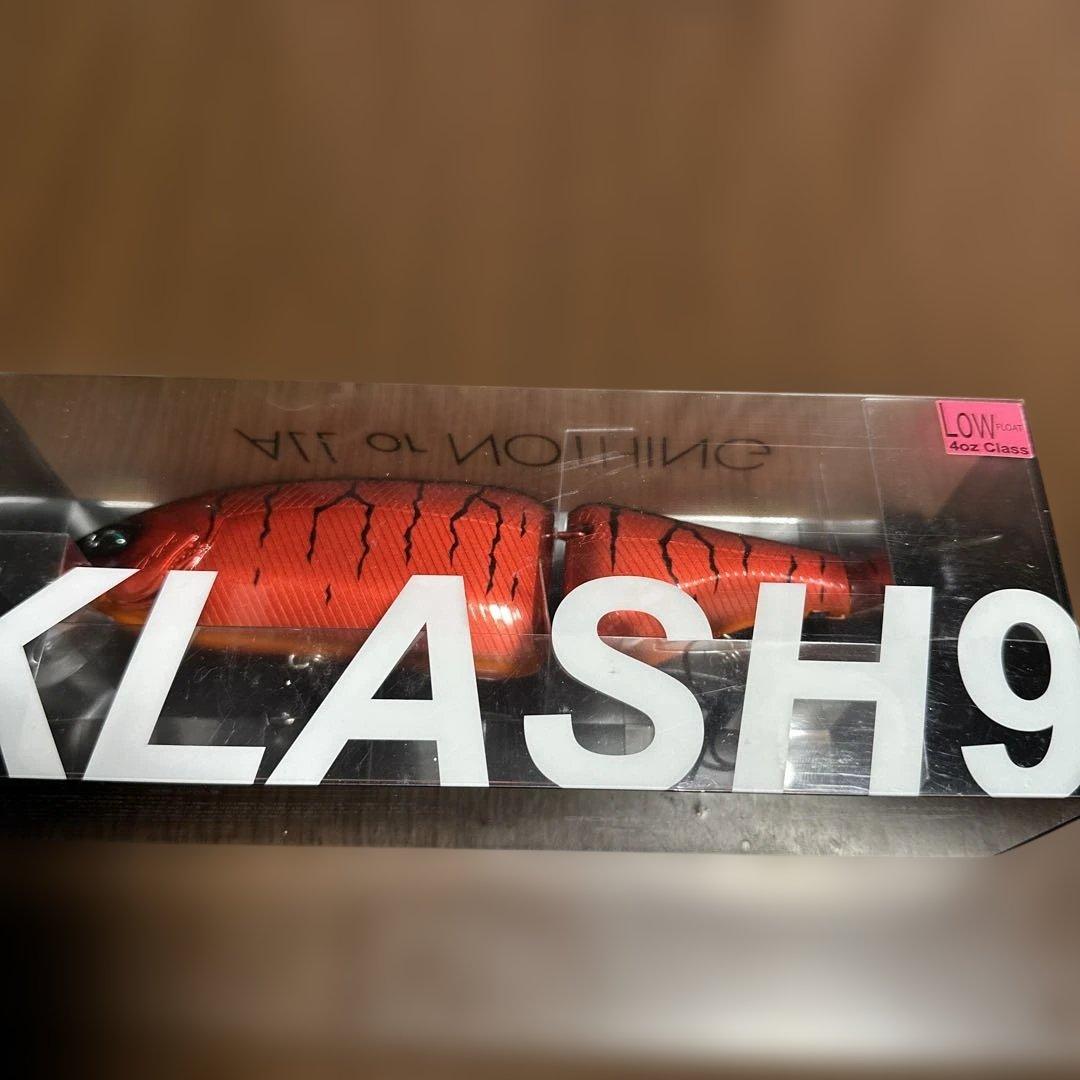 ALL or NOTHING
LOW FLOAT
4oz Class
KLASH9